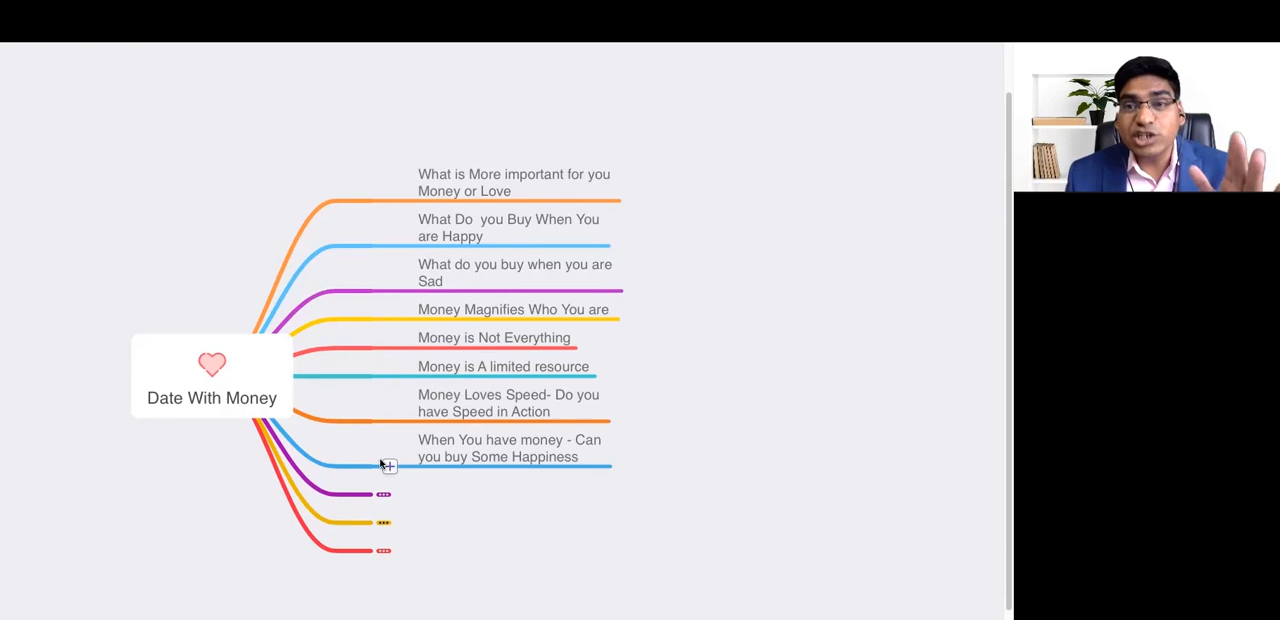 What is More important for you
Money or Love
What Do  you Buy When You
are Happy
What do you buy when you are
Sad
Money Magnifies Who You are
Money is Not Everything
Money is A limited resource
Date With Money
Money Loves Speed- Do you
have Speed in Action
When You have money - Can
you buy Some Happiness